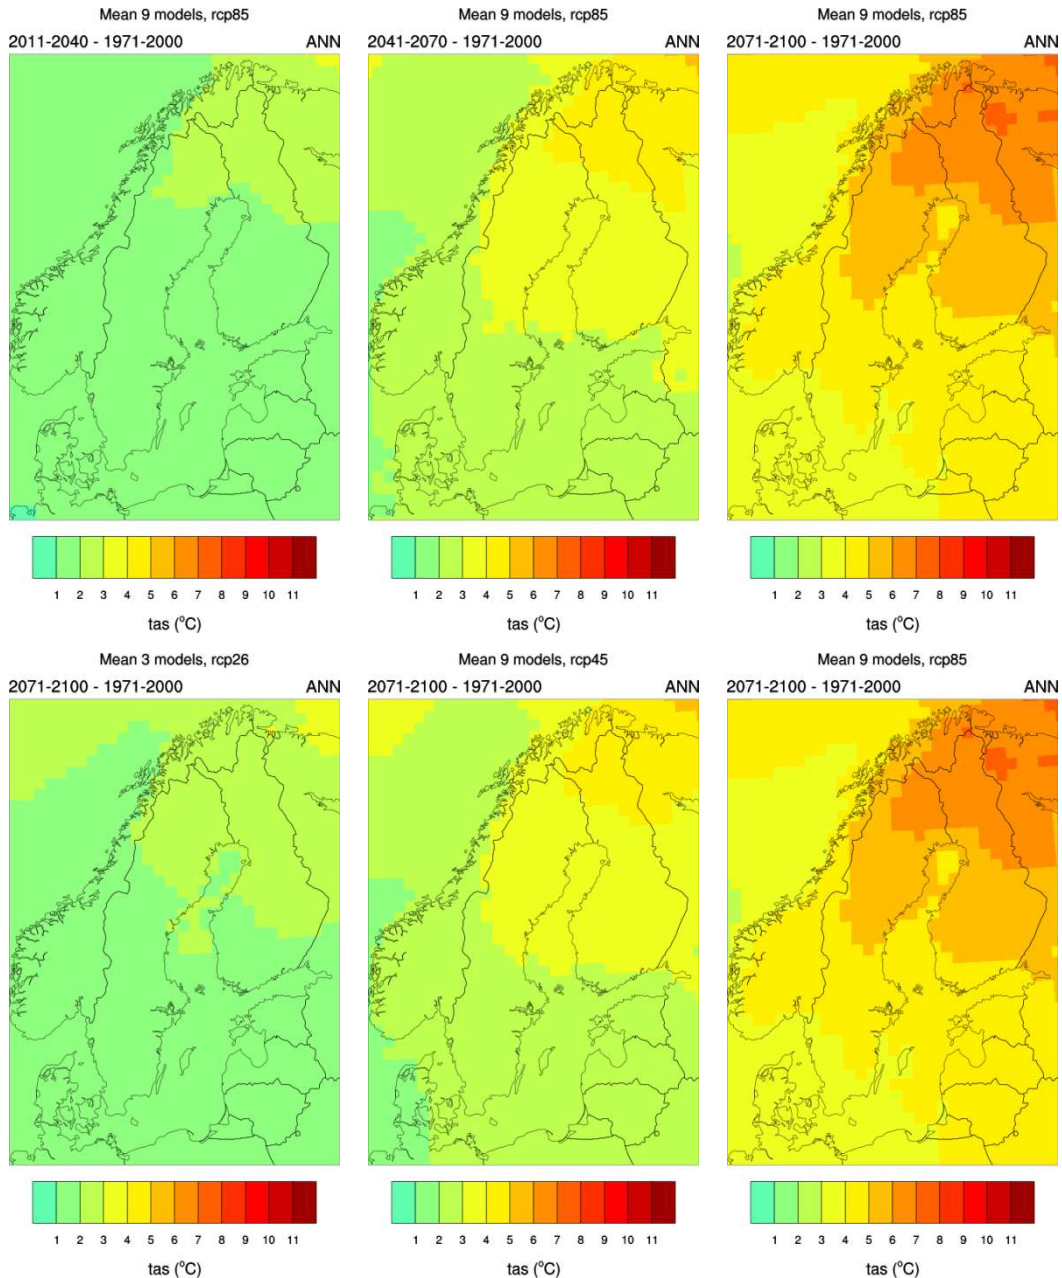 Mean 9 models, rcp85
2011-2040 - 1971-2000 ANN
1 2 3 4 5 6 7 8 9 10 11
tas (°C)
Mean 9 models, rcp85
2041-2070 - 1971-2000 ANN
1 2 3 4 5 6 7 8 9 10 11
tas (°C)
Mean 9 models, rcp85
2071-2100 - 1971-2000 ANN
1 2 3 4 5 6 7 8 9 10 11
tas (°C)
Mean 3 models, rcp26
2071-2100 - 1971-2000 ANN
1 2 3 4 5 6 7 8 9 10 11
tas (°C)
Mean 9 models, rcp45
2071-2100 - 1971-2000 ANN
1 2 3 4 5 6 7 8 9 10 11
tas (°C)
Mean 9 models, rcp85
2071-2100 - 1971-2000 ANN
1 2 3 4 5 6 7 8 9 10 11
tas (°C)